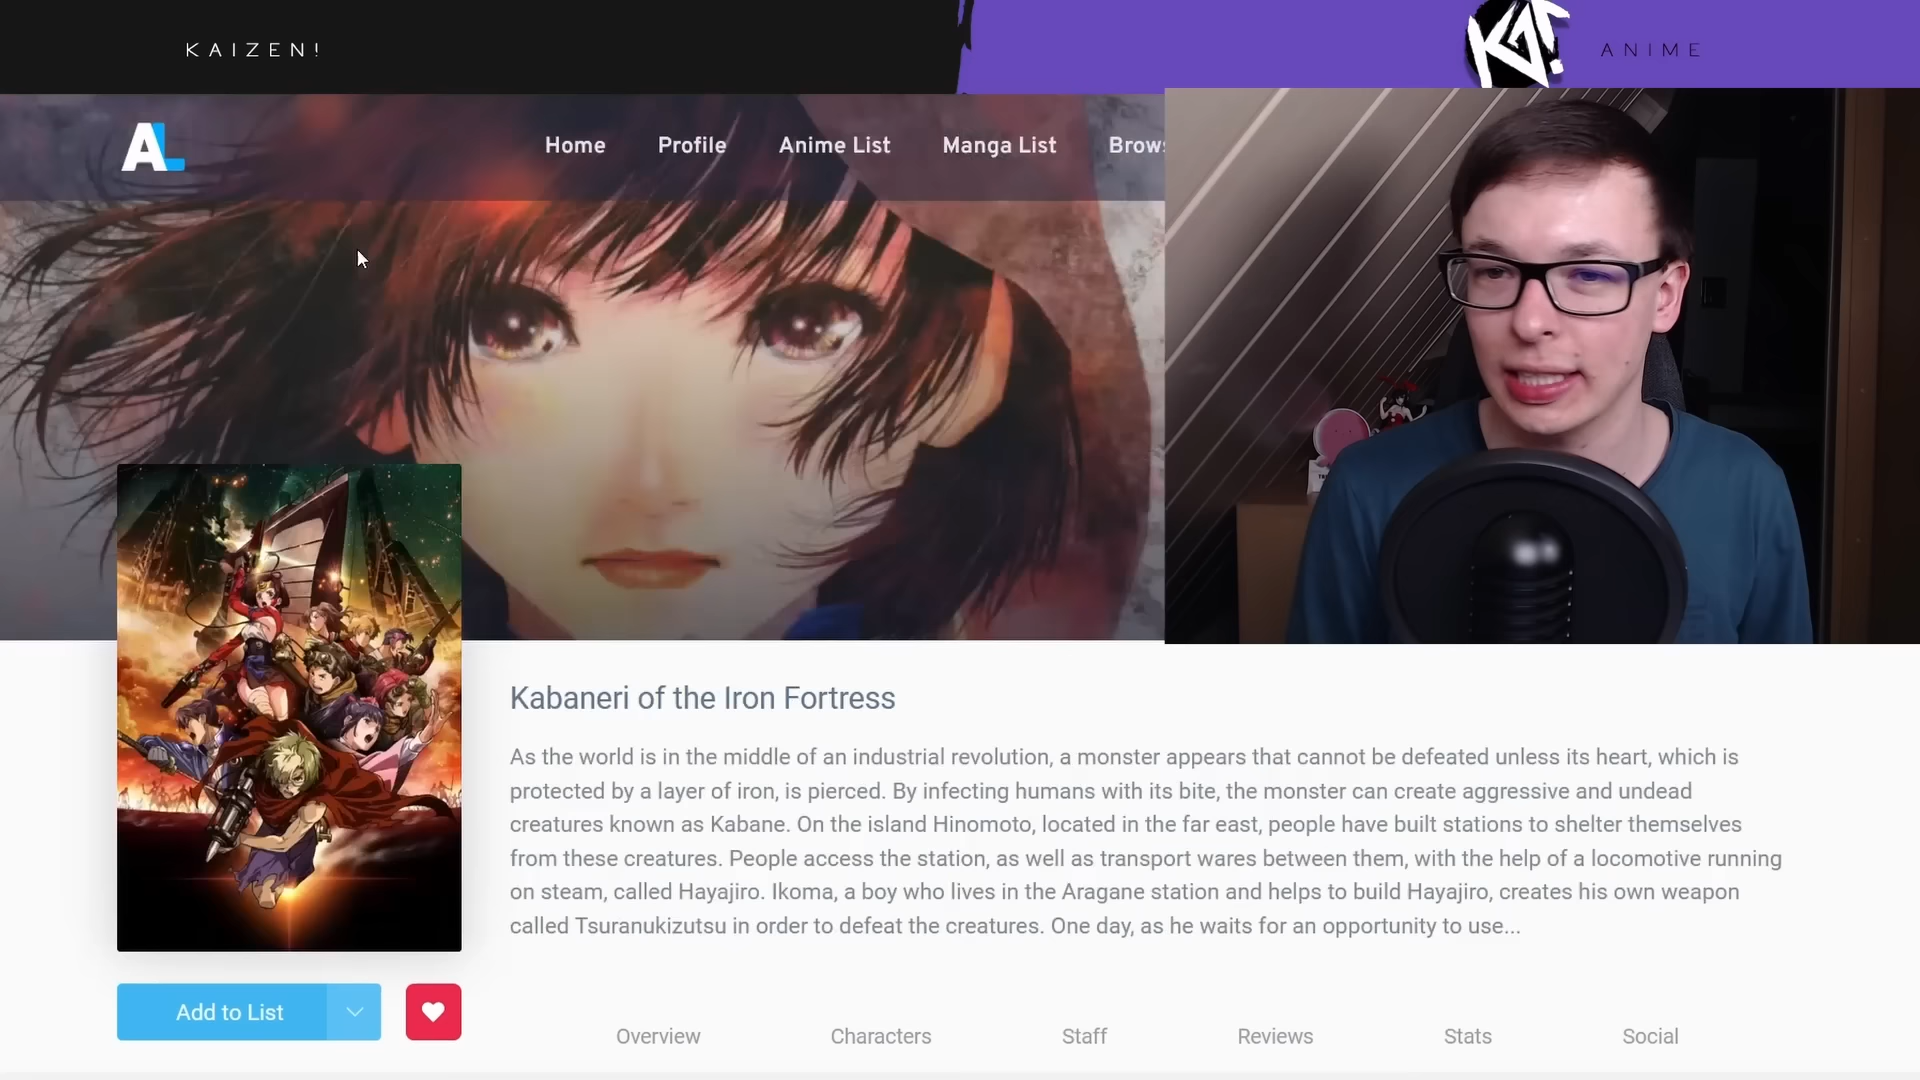 KAIZEN!
KAI!
ANIME
AL
Home Profile Anime List Manga List Brows
Kabaneri of the Iron Fortress
As the world is in the middle of an industrial revolution, a monster appears that cannot be defeated unless its heart, which is
protected by a layer of iron, is pierced. By infecting humans with its bite, the monster can create aggressive and undead
creatures known as Kabane. On the island Hinomoto, located in the far east, people have built stations to shelter themselves
from these creatures. People access the station, as well as transport wares between them, with the help of a locomotive running
on steam, called Hayajiro. Ikoma, a boy who lives in the Aragane station and helps to build Hayajiro, creates his own weapon
called Tsuranukizutsu in order to defeat the creatures. One day, as he waits for an opportunity to use...
Add to List
Overview Characters Staff Reviews Stats Social